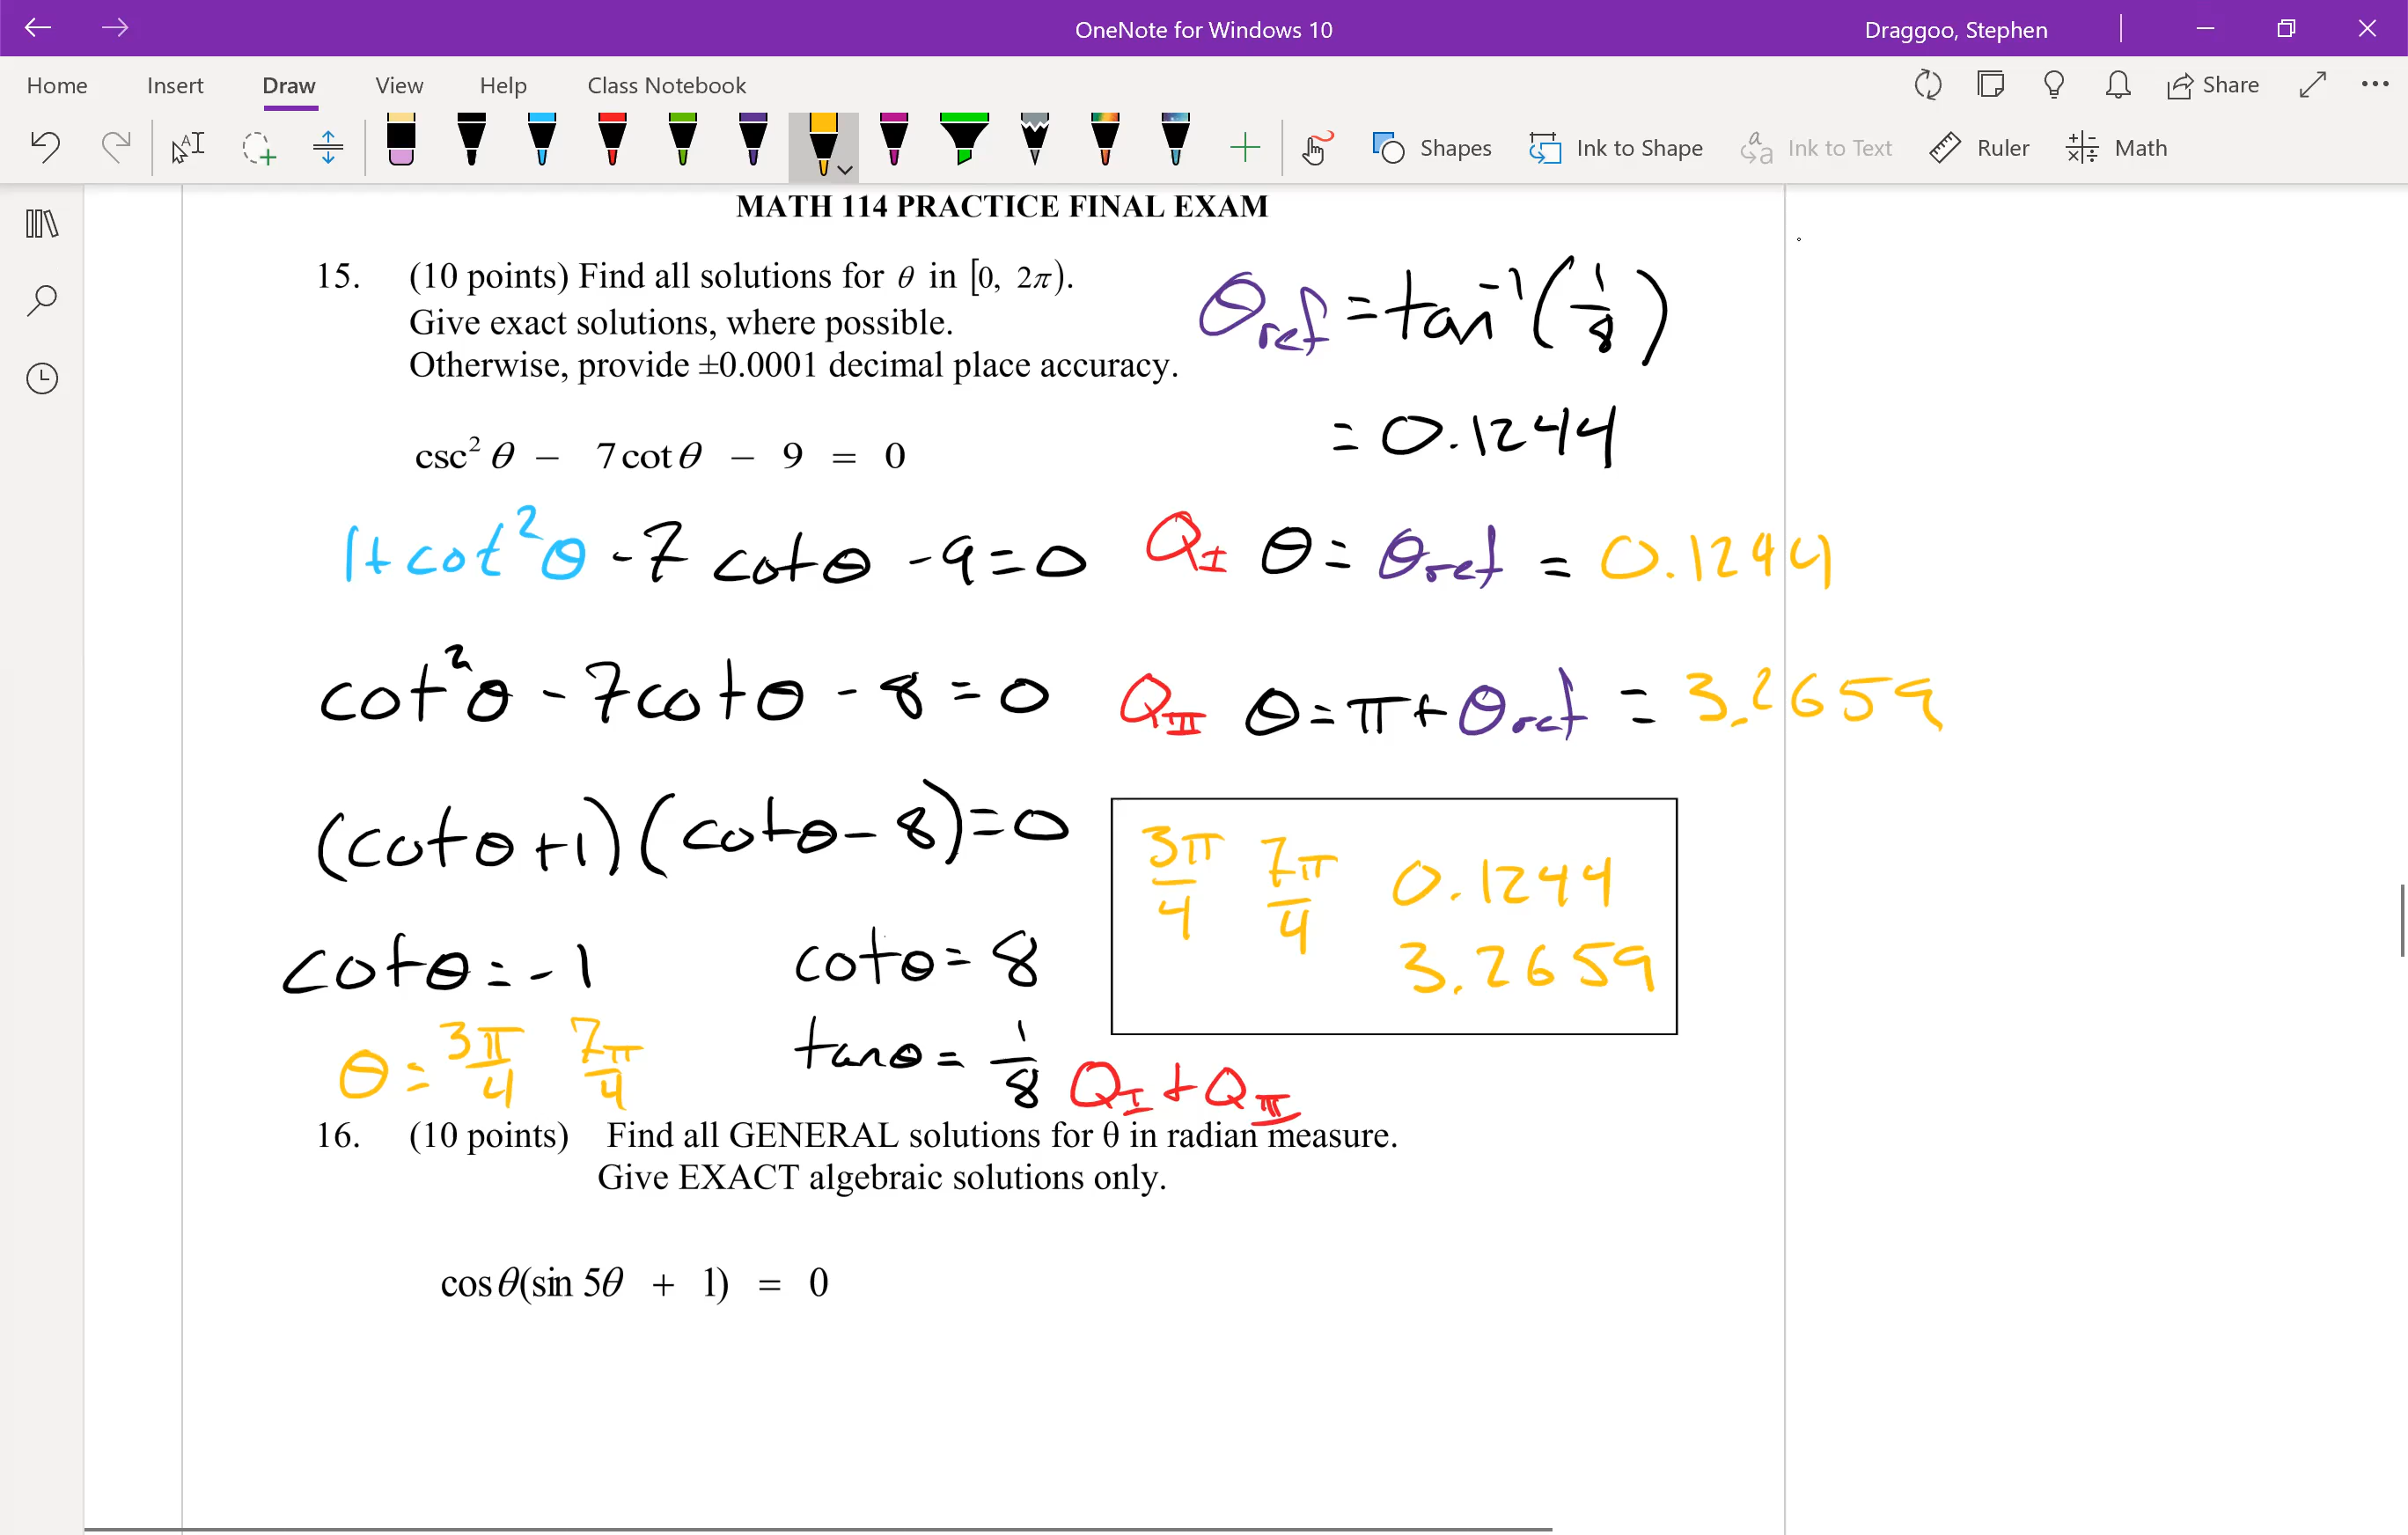 OneNote for Windows 10
Draggoo, Stephen
Home Insert Draw View Help Class Notebook Share
Shapes Ink to Shape Ink to Text Ruler Math
MATH 114 PRACTICE FINAL EXAM
15. (10 points) Find all solutions for θ in [0, 2π).
Give exact solutions, where possible.
Otherwise, provide ±0.0001 decimal place accuracy.
θref = tan⁻¹(1/8)
= 0.1244
csc² θ − 7 cot θ − 9 = 0
1+cot²θ -7 cotθ -9=0
QI θ = θref = 0.1244
cot²θ - 7cotθ - 8 = 0
QIII θ = π + θref = 3.2659
(cotθ+1)(cotθ-8)=0
3π/4 7π/4 0.1244
3.2659
cotθ = -1 cotθ = 8
θ = 3π/4 7π/4 tanθ = 1/8 QI + QIII
16. (10 points) Find all GENERAL solutions for θ in radian measure.
Give EXACT algebraic solutions only.
cos θ(sin 5θ + 1) = 0